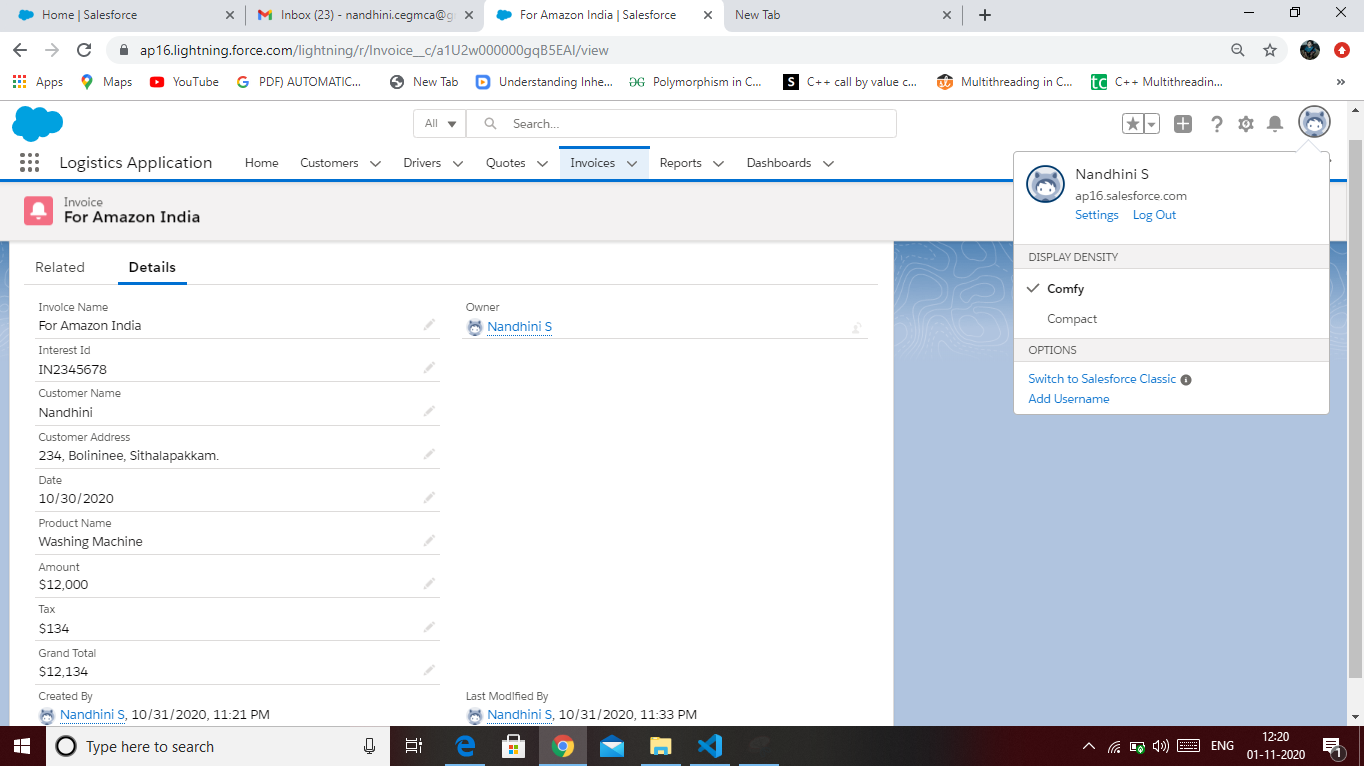 Home | Salesforce
Inbox (23) - nandhini.cegmca@g
For Amazon India | Salesforce
New Tab
ap16.lightning.force.com/lightning/r/Invoice__c/a1U2w000000gqB5EAI/view
Apps
Maps
YouTube
PDF) AUTOMATIC...
New Tab
Understanding Inhe...
Polymorphism in C...
C++ call by value c...
Multithreading in C...
C++ Multithreadin...
»
All
Search...
Logistics Application
Home
Customers
Drivers
Quotes
Invoices
Reports
Dashboards
Invoice
For Amazon India
Nandhini S
ap16.salesforce.com
Settings Log Out
DISPLAY DENSITY
Comfy
Compact
OPTIONS
Switch to Salesforce Classic
Add Username
Related
Details
Invoice Name
For Amazon India
Owner
Nandhini S
Interest Id
IN2345678
Customer Name
Nandhini
Customer Address
234, Bolininee, Sithalapakkam.
Date
10/30/2020
Product Name
Washing Machine
Amount
$12,000
Tax
$134
Grand Total
$12,134
Created By
Nandhini S, 10/31/2020, 11:21 PM
Last Modified By
Nandhini S, 10/31/2020, 11:33 PM
Type here to search
ENG
12:20
01-11-2020
1